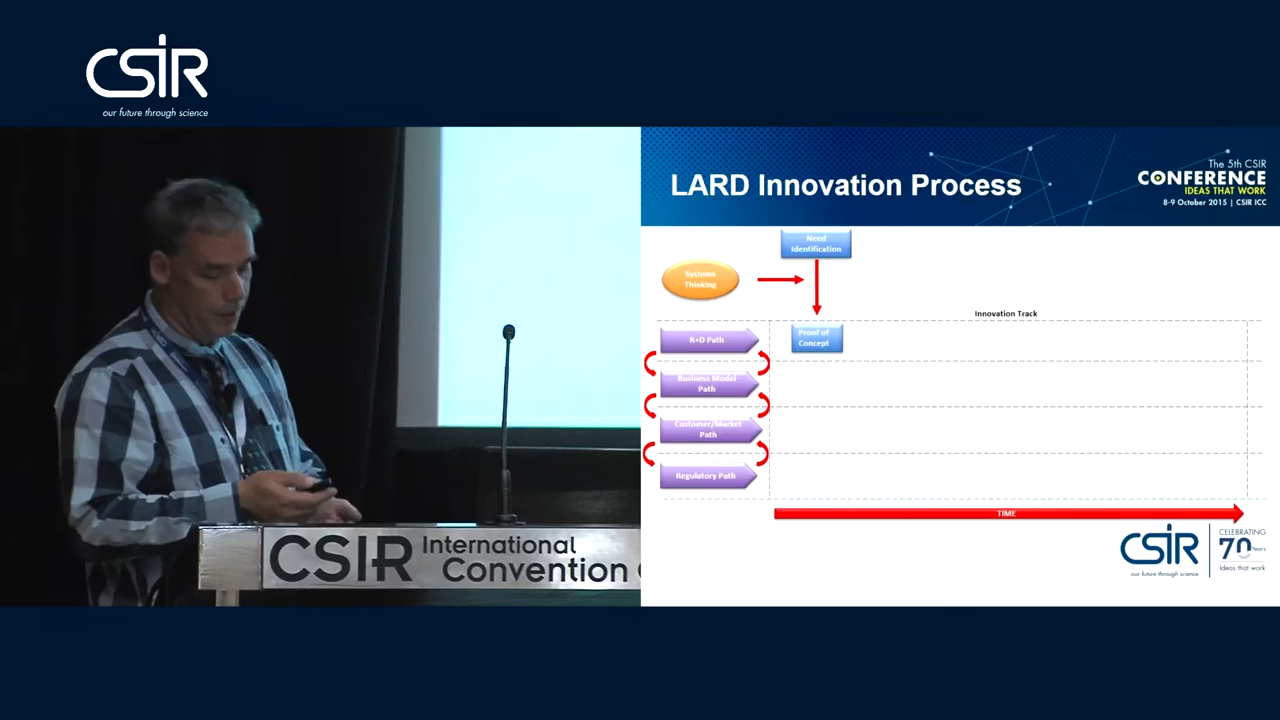 CSIR
our future through science
CSIR International
Convention
LARD Innovation Process
The 5th CSIR
CONFERENCE
IDEAS THAT WORK
8-9 October 2015 | CSIR ICC
Need
Identification
Systems
Thinking
Innovation Track
R+D Path
Proof of
Concept
Business Model
Path
Customer/Market
Path
Regulatory Path
TIME
CSIR
our future through science
CELEBRATING
70 Years
Ideas that work